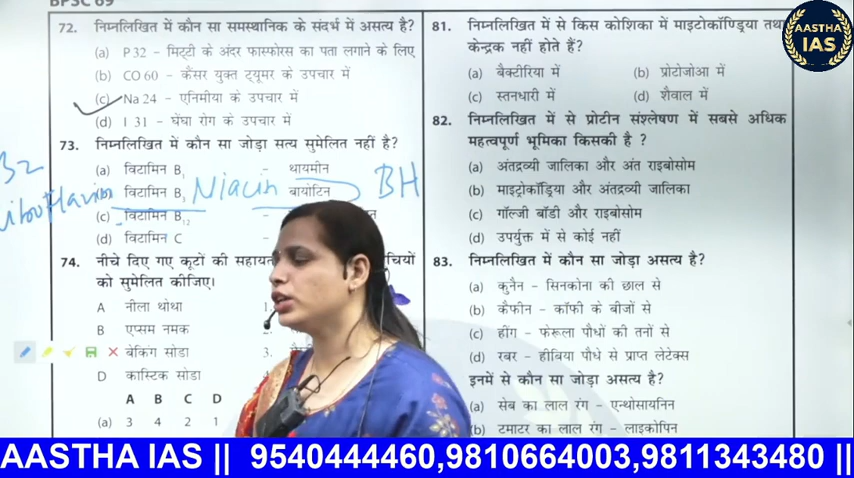 BPSC 69
72. निम्नलिखित में कौन सा समस्थानिक के संदर्भ में असत्य है?
(a) P 32 - मिट्टी के अंदर फास्फोरस का पता लगाने के लिए
(b) CO 60 - कैंसर युक्त ट्यूमर के उपचार में
(c) Na 24 - एनिमीया के उपचार में
(d) I 31 - घेंघा रोग के उपचार में
73. निम्नलिखित में कौन सा जोड़ा सत्य सुमेलित नहीं है?
(a) विटामिन B1 - थायमीन
विटामिन B3 Niacin बायोटिन BH
(c) विटामिन B12 -
(d) विटामिन C -
74. नीचे दिए गए कूटों की
को सुमेलित कीजिए।
A नीला थोथा 1.
B एप्सम नमक
बेकिंग सोडा 3.
D कास्टिक सोडा
A B C D
(a) 3 4 2 1
81. निम्नलिखित में से किस कोशिका में माइटोकॉण्ड्रिया तथा
केन्द्रक नहीं होते हैं?
(a) बैक्टीरिया में (b) प्रोटोजोआ में
(c) स्तनधारी में (d) शैवाल में
82. निम्नलिखित में से प्रोटीन संश्लेषण में सबसे अधिक
महत्वपूर्ण भूमिका किसकी है ?
(a) अंतद्रव्यी जालिका और अंत राइबोसोम
(b) माइट्रोकॉंड्रिया और अंतद्रव्यी जालिका
(c) गॉल्जी बॉडी और राइबोसोम
(d) उपर्युक्त में से कोई नहीं
83. निम्नलिखित में कौन सा जोड़ा असत्य है?
(a) कुनैन - सिनकोना की छाल से
(b) कैफीन - कॉफी के बीजों से
(c) हींग - फेरूला पौधों की तनों से
(d) रबर - हीबिया पौधे से प्राप्त लेटेक्स
इनमें से कौन सा जोड़ा असत्य है?
(a) सेब का लाल रंग - एन्थोसायनिन
(b) टमाटर का लाल रंग - लाइकोपिन
AASTHA
IAS
AASTHA IAS || 9540444460,9810664003,9811343480 ||